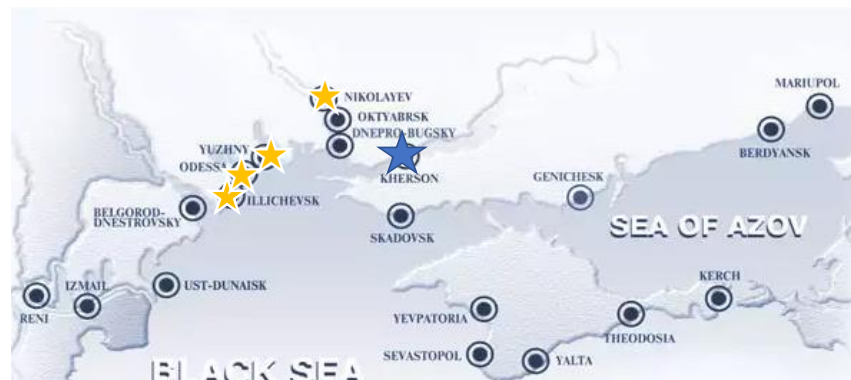 MARIUPOL
NIKOLAYEV
OKTYABRSK
DNEPRO-BUGSKY
YUZHNY
ODESSA
BERDYANSK
KHERSON
GENICHESK
ILLICHEVSK
BELGOROD-
DNESTROVSKY
SKADOVSK
SEA OF AZOV
KERCH
IZMAIL
UST-DUNAISK
RENI
YEVPATORIA
THEODOSIA
SEVASTOPOL
YALTA
BLACK SEA